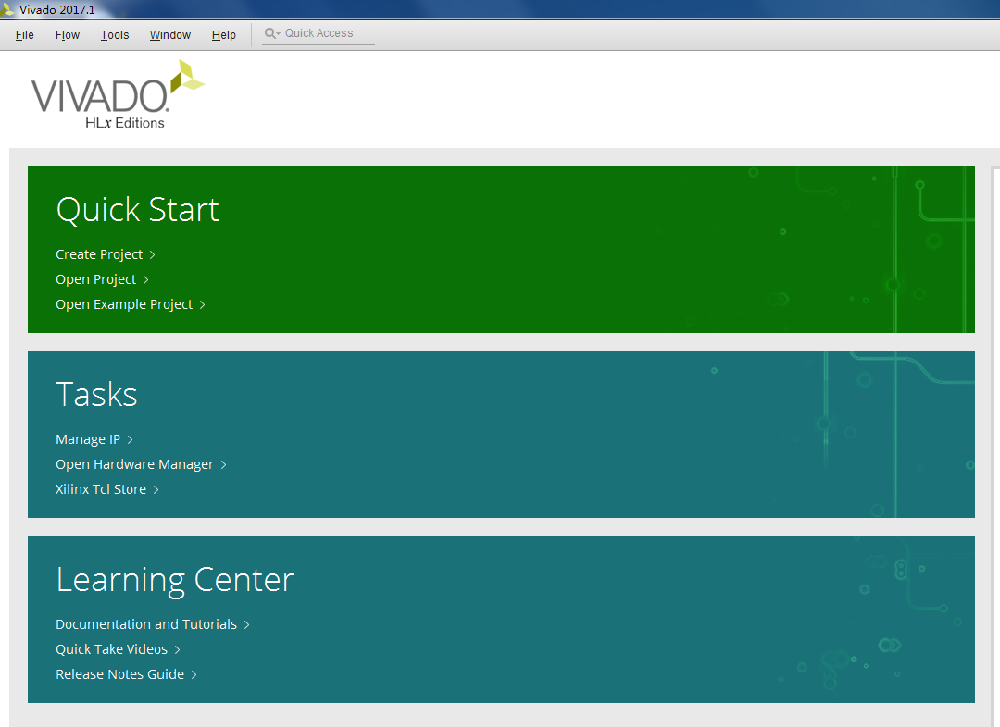 Vivado 2017.1
File Flow Tools Window Help Quick Access
VIVADO.
HLx Editions
Quick Start
Create Project
Open Project
Open Example Project
Tasks
Manage IP
Open Hardware Manager
Xilinx Tcl Store
Learning Center
Documentation and Tutorials
Quick Take Videos
Release Notes Guide